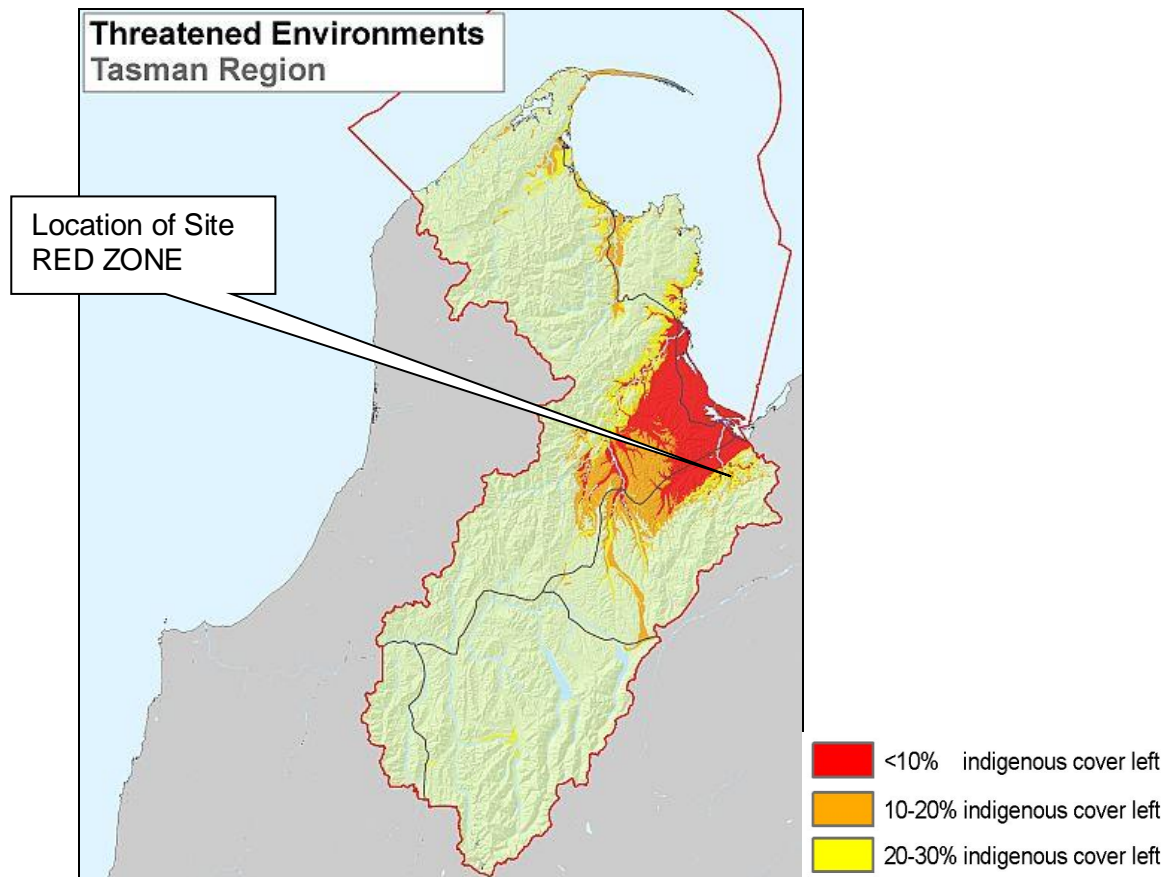 Threatened Environments
Tasman Region
Location of Site
RED ZONE
<10% indigenous cover left
10-20% indigenous cover left
20-30% indigenous cover left